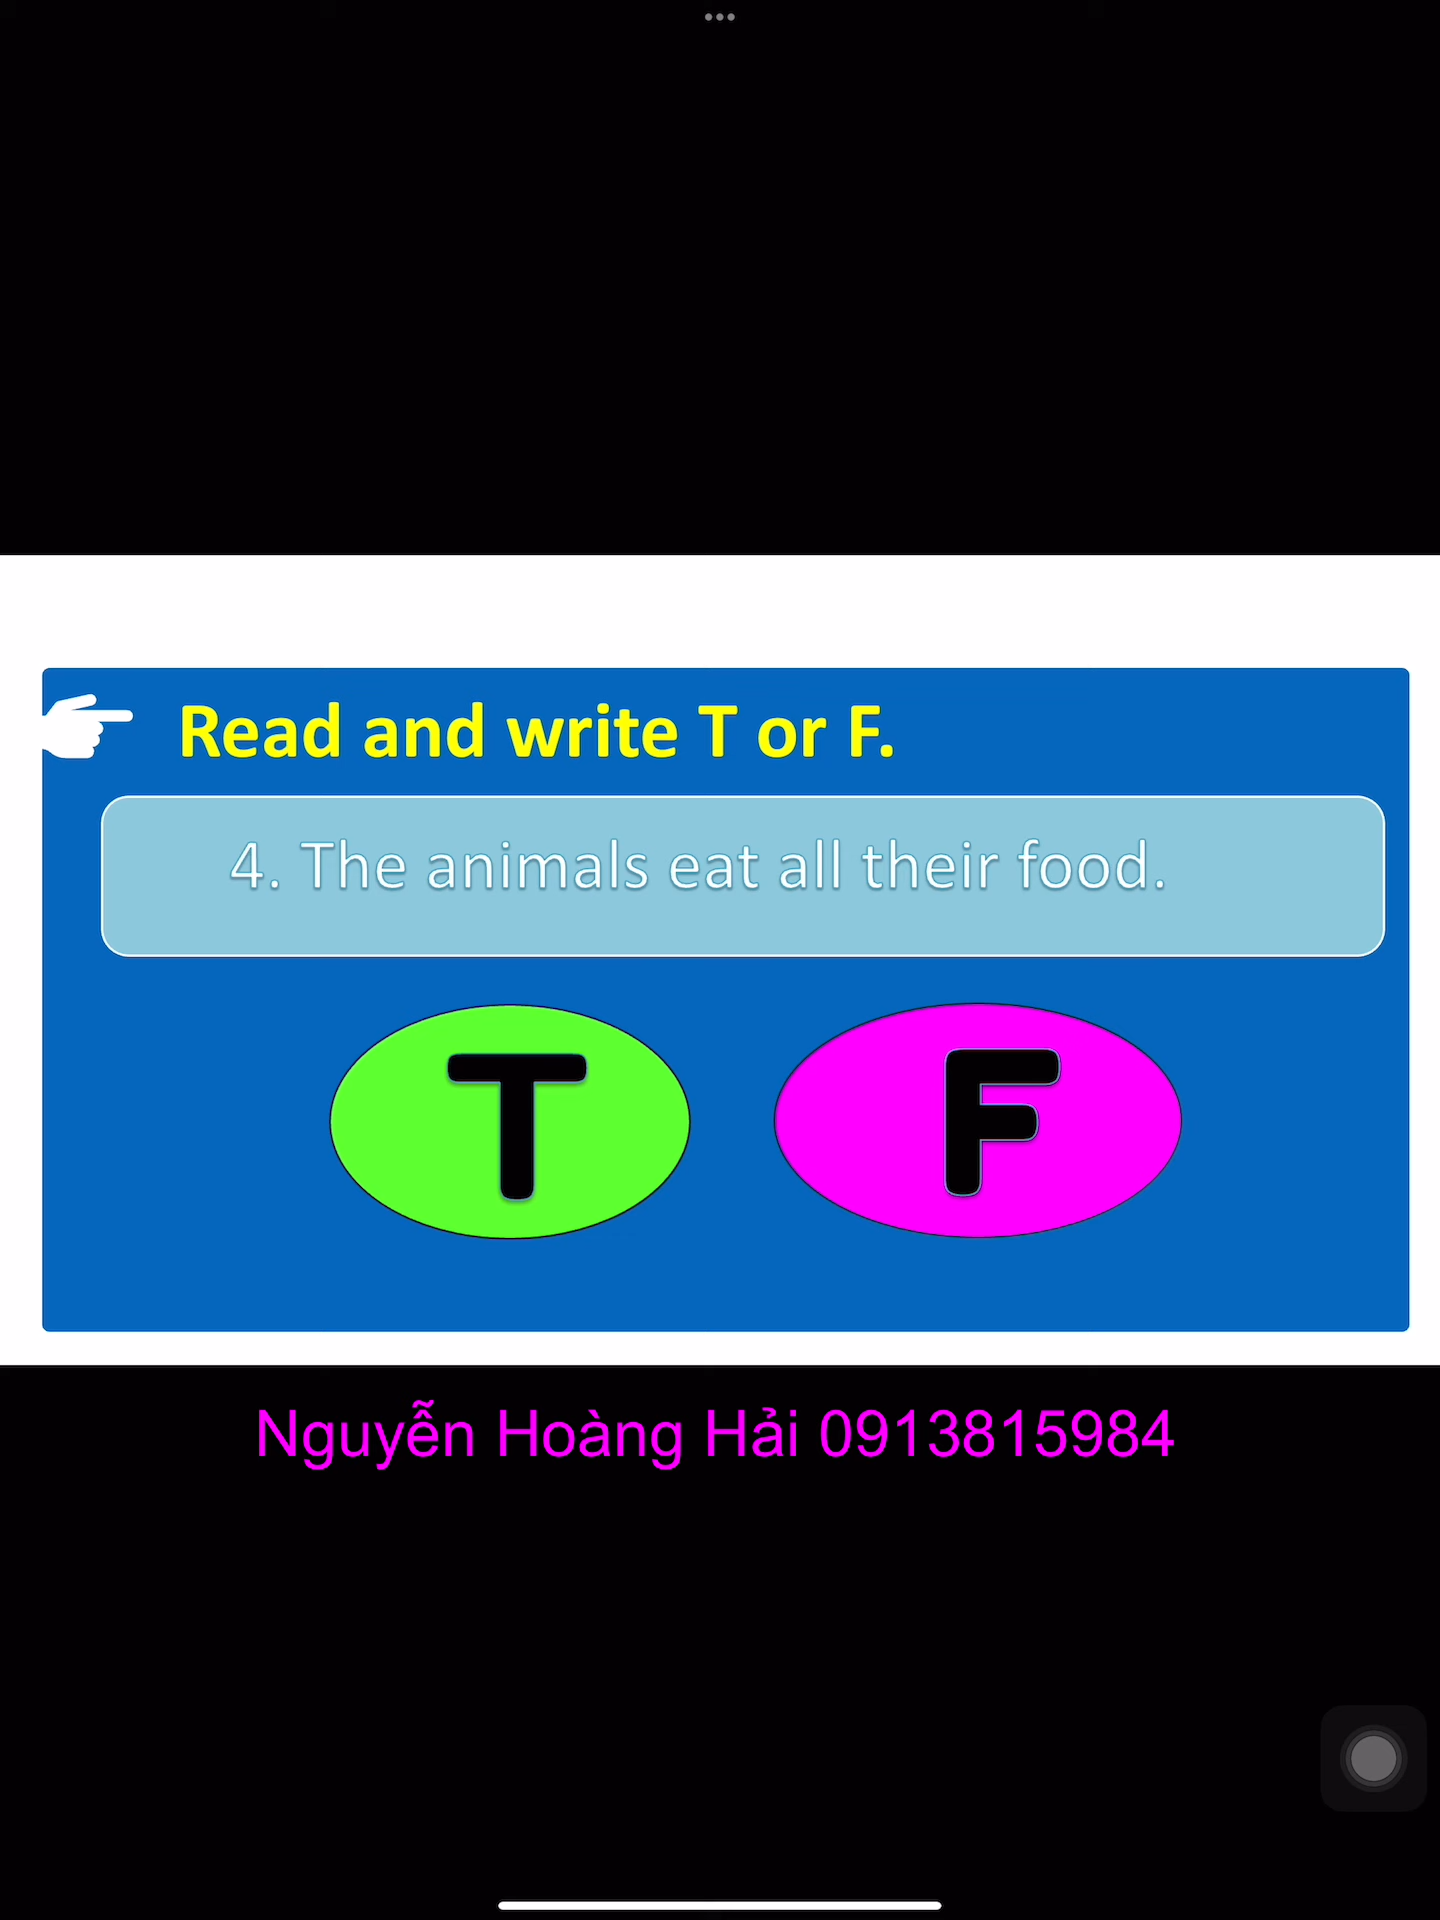 Read and write T or F.
4. The animals eat all their food.
T F
Nguyễn Hoàng Hải 0913815984